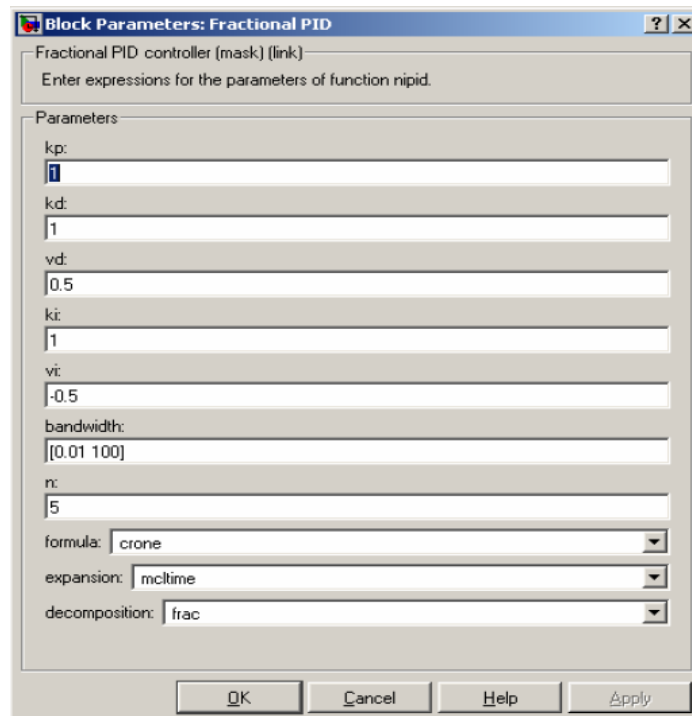 Block Parameters: Fractional PID
Fractional PID controller (mask) (link)
Enter expressions for the parameters of function nipid.
Parameters
kp:
1
kd:
1
vd:
0.5
ki:
1
vi:
-0.5
bandwidth:
[0.01 100]
n:
5
formula: crone
expansion: mcltime
decomposition: frac
OK Cancel Help Apply